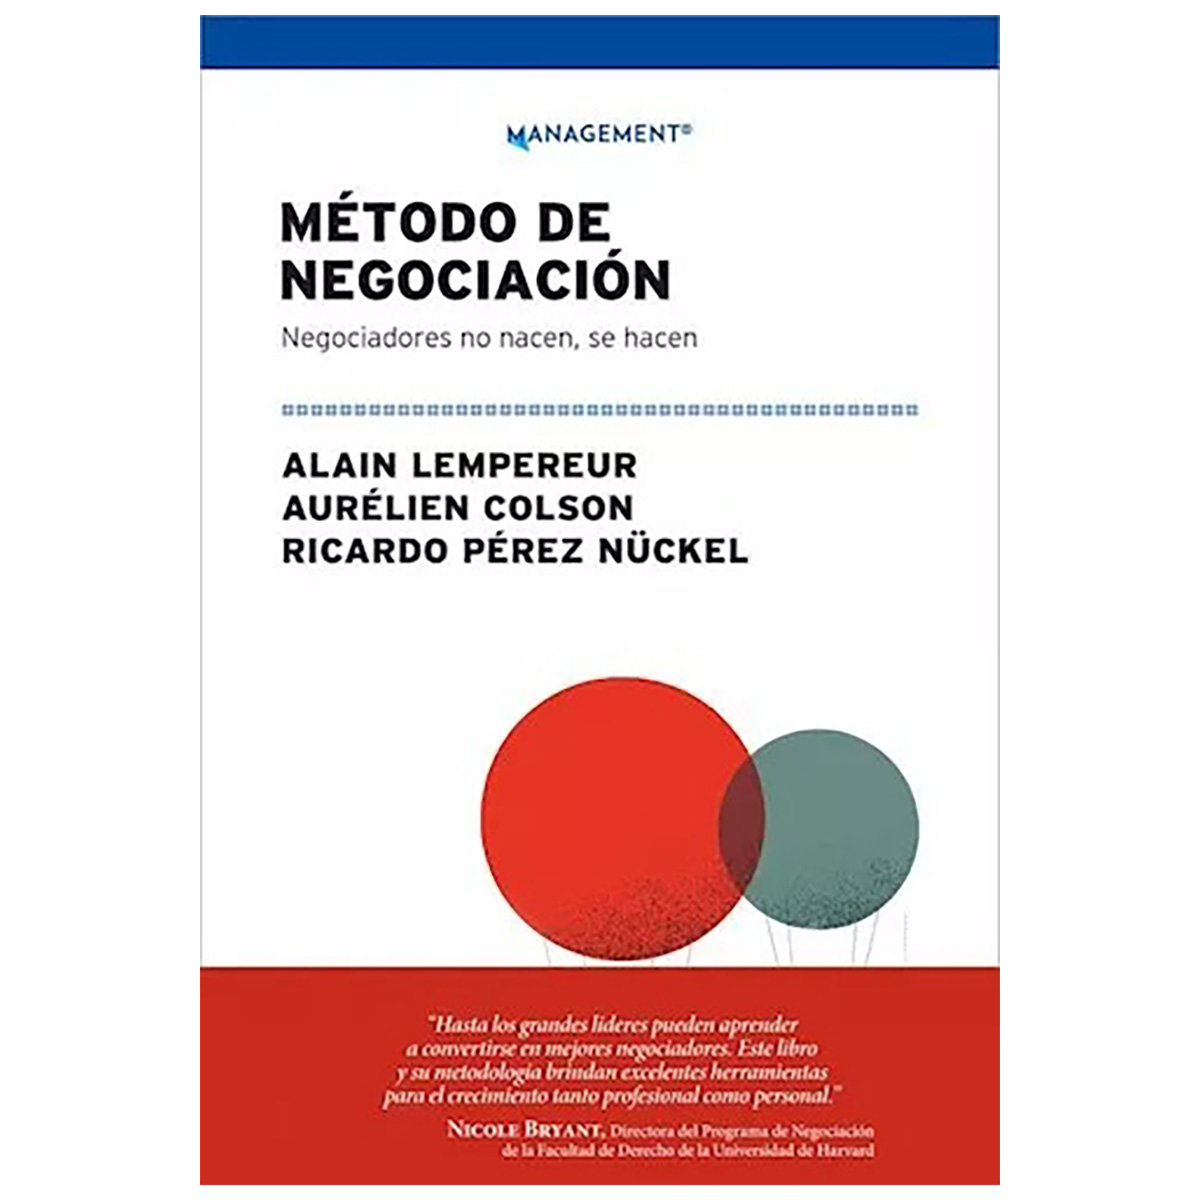 MANAGEMENT®
MÉTODO DE
NEGOCIACIÓN
Negociadores no nacen, se hacen
ALAIN LEMPEREUR
AURÉLIEN COLSON
RICARDO PÉREZ NÜCKEL
"Hasta los grandes líderes pueden aprender
a convertirse en mejores negociadores. Este libro
y su metodología brindan excelentes herramientas
para el crecimiento tanto profesional como personal."
NICOLE BRYANT, Directora del Programa de Negociación
de la Facultad de Derecho de la Universidad de Harvard